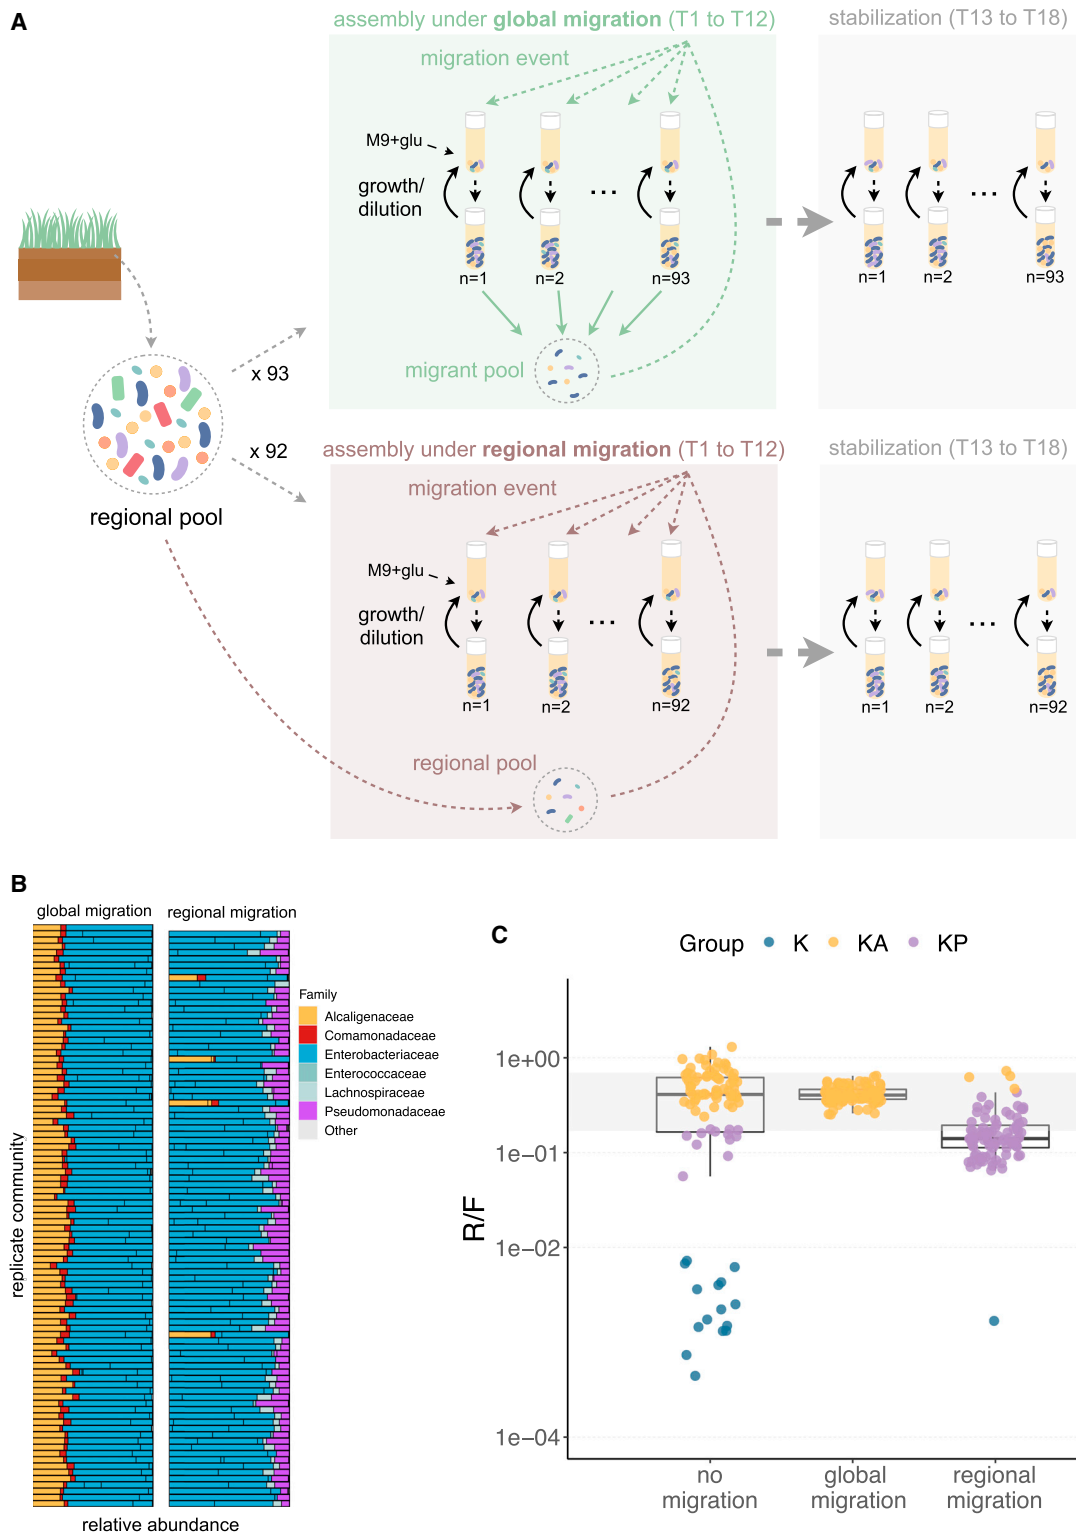 A
assembly under global migration (T1 to T12)
stabilization (T13 to T18)
migration event
M9+glu
growth/
dilution
...
...
n=1
n=2
n=93
n=1
n=2
n=93
migrant pool
x 93
x 92
regional pool
assembly under regional migration (T1 to T12)
stabilization (T13 to T18)
migration event
M9+glu
growth/
dilution
...
...
n=1
n=2
n=92
n=1
n=2
n=92
regional pool
B
global migration
regional migration
replicate community
relative abundance
Family
Alcaligenaceae
Comamonadaceae
Enterobacteriaceae
Enterococcaceae
Lachnospiraceae
Pseudomonadaceae
Other
C
Group K KA KP
R/F
1e+00
1e−01
1e−02
1e−04
no
migration
global
migration
regional
migration